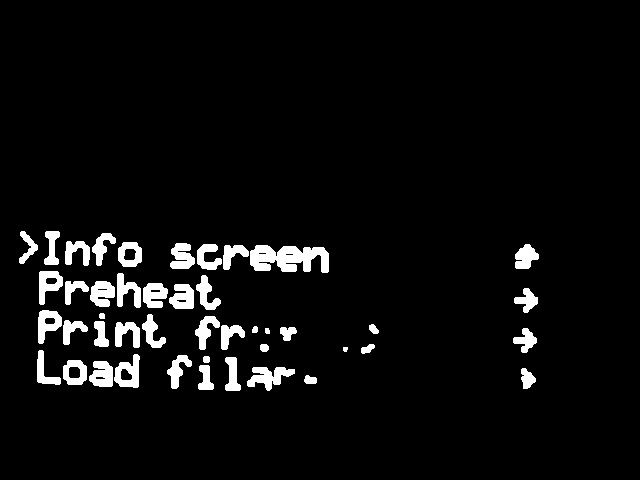 >Info screen
Preheat →
Print →
Load